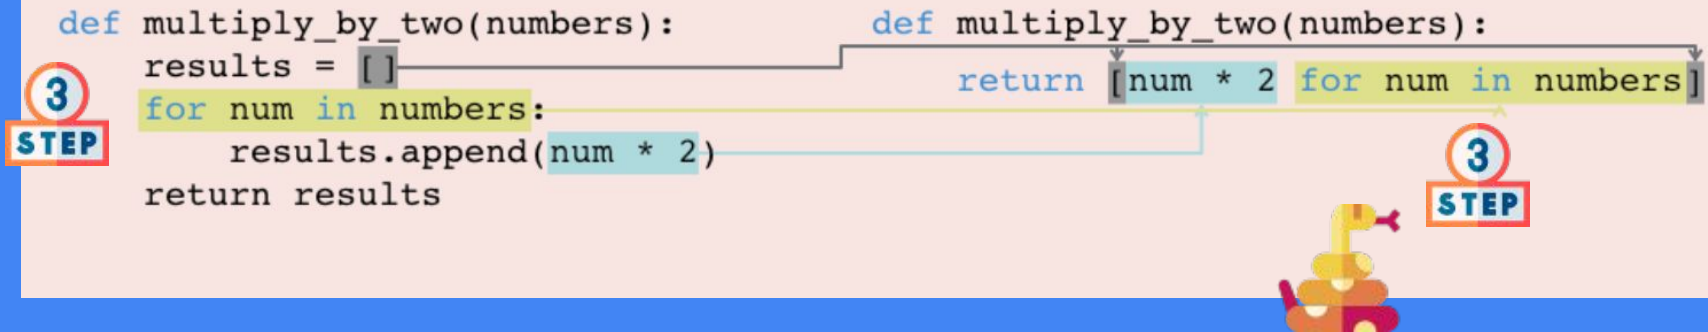 def multiply_by_two(numbers):
    results = []
    for num in numbers:
        results.append(num * 2)
    return results
3
STEP
def multiply_by_two(numbers):
    return [num * 2 for num in numbers]
3
STEP